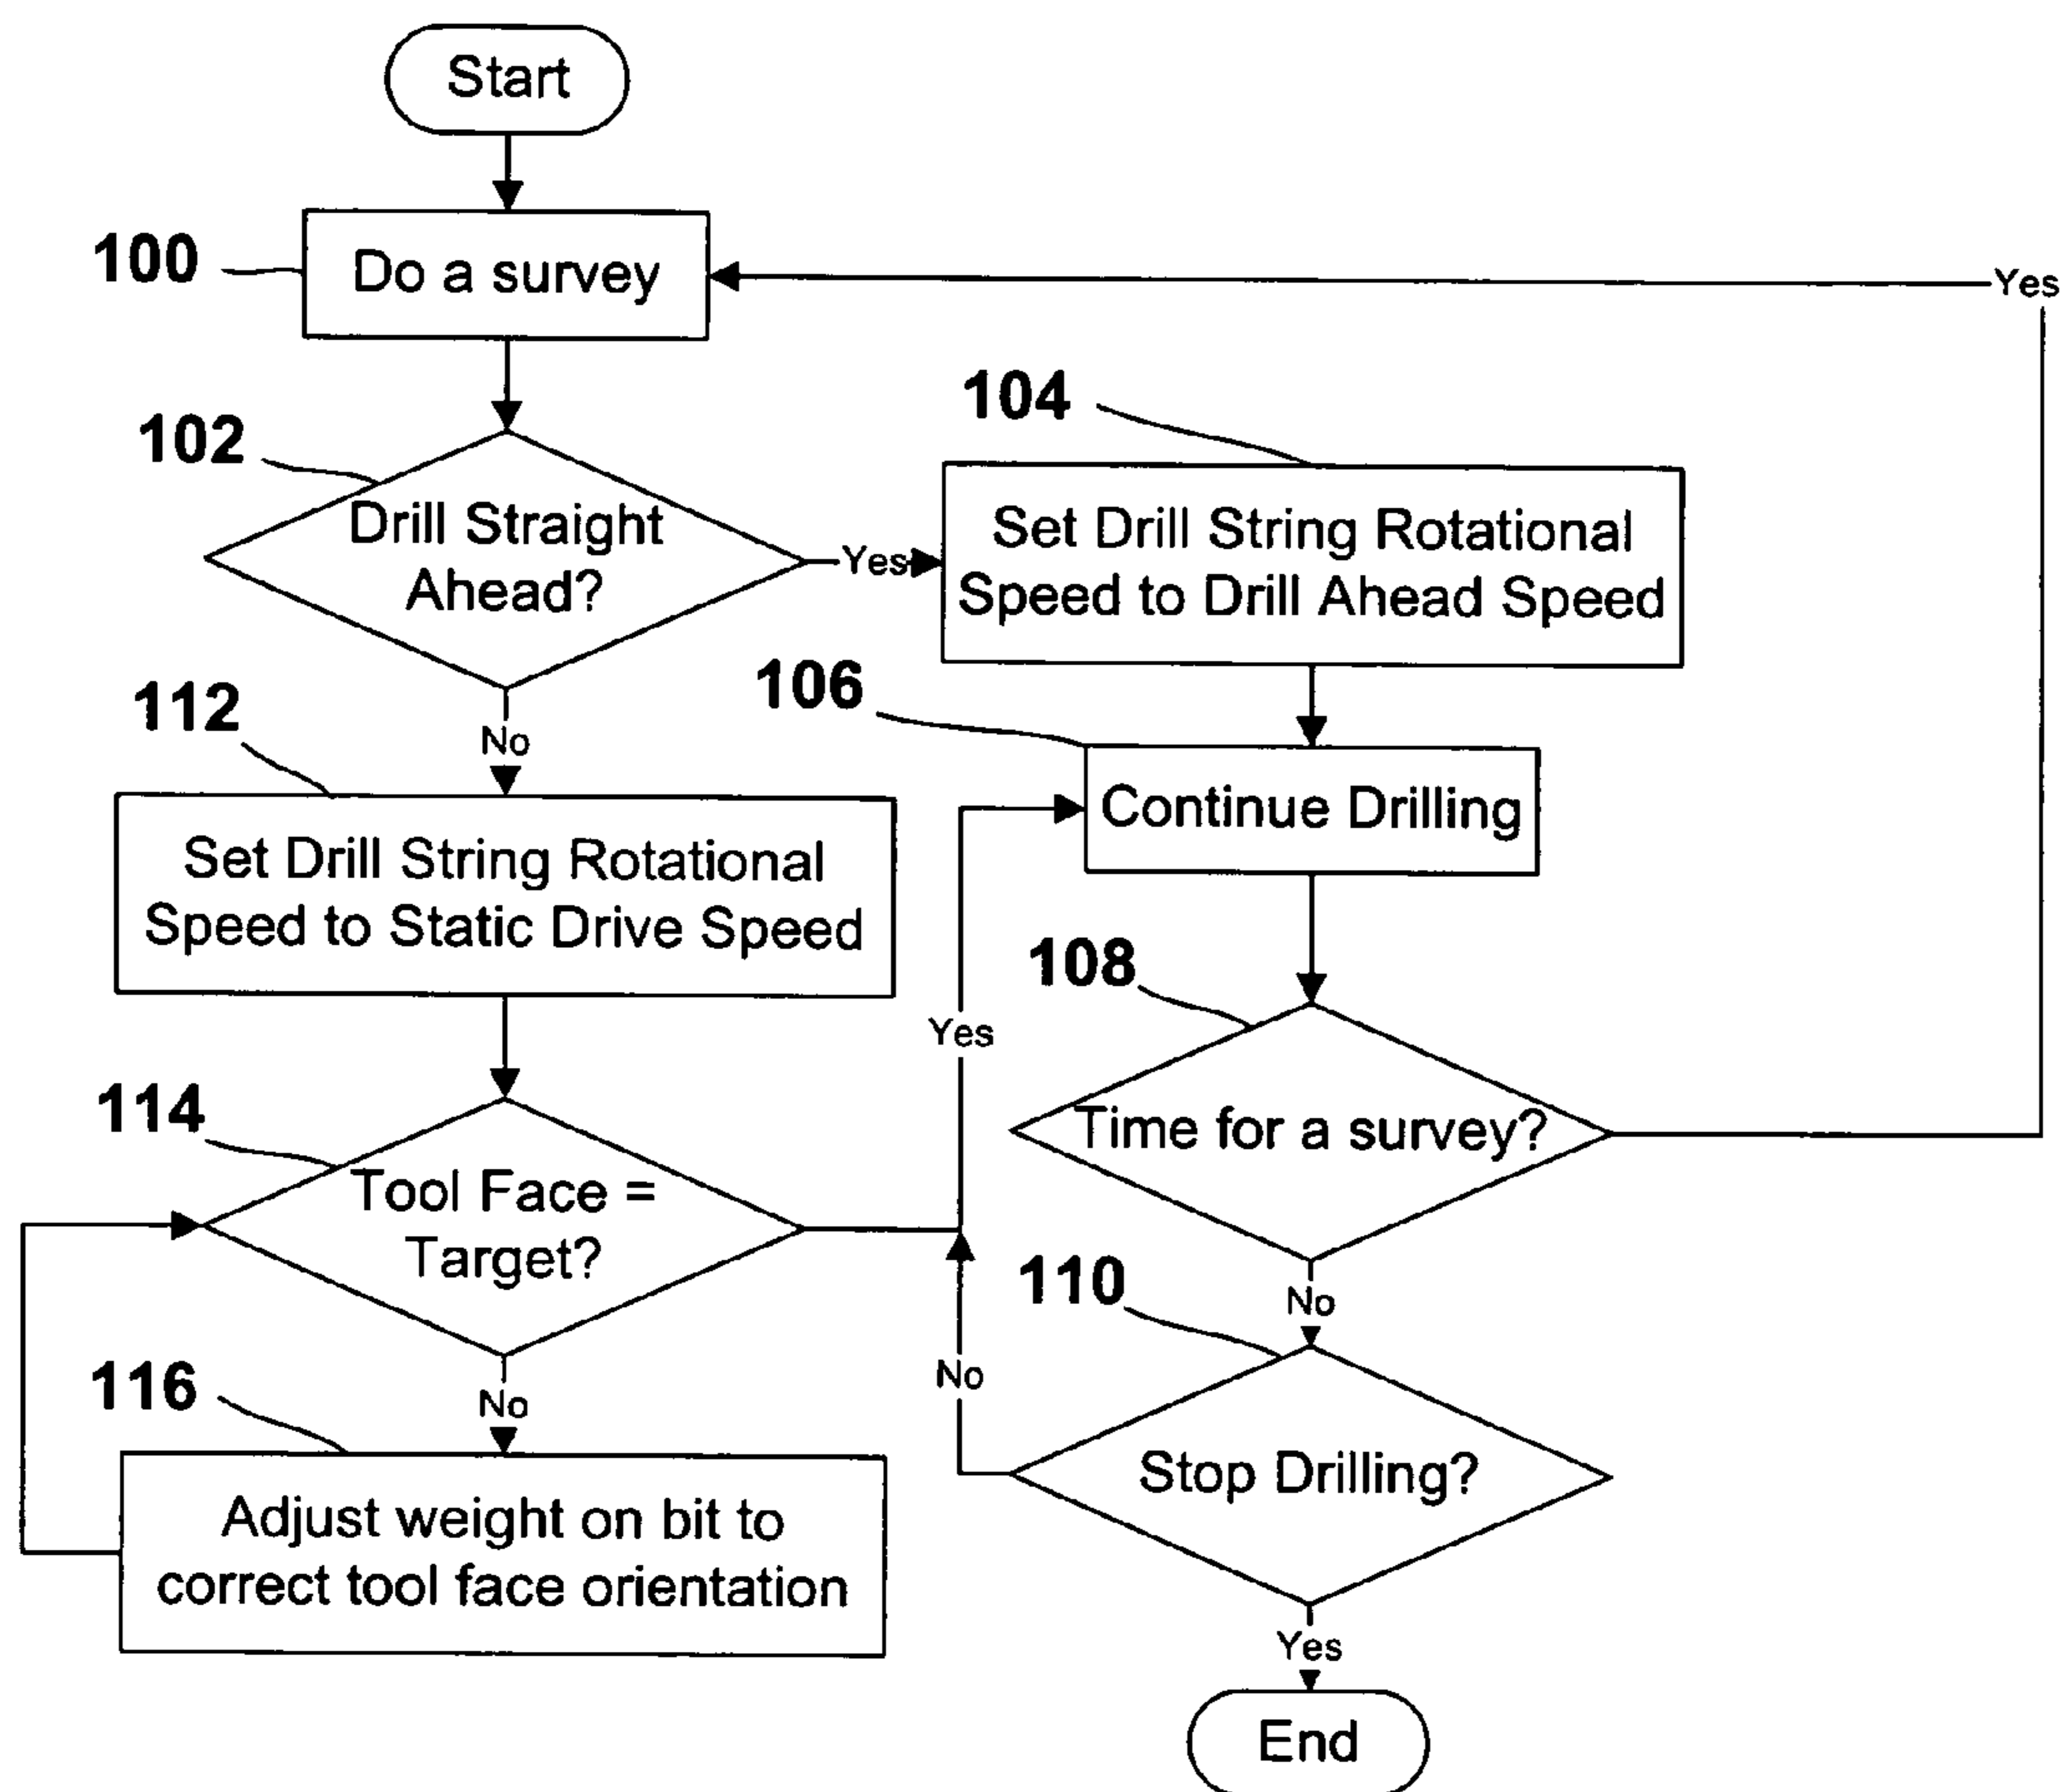 Start
100
Do a survey
Yes
102
Drill Straight
Ahead?
Yes
104
Set Drill String Rotational
Speed to Drill Ahead Speed
No
106
Continue Drilling
112
Set Drill String Rotational
Speed to Static Drive Speed
108
Time for a survey?
Yes
114
Tool Face =
Target?
No
110
Stop Drilling?
No
No
116
Adjust weight on bit to
correct tool face orientation
Yes
End